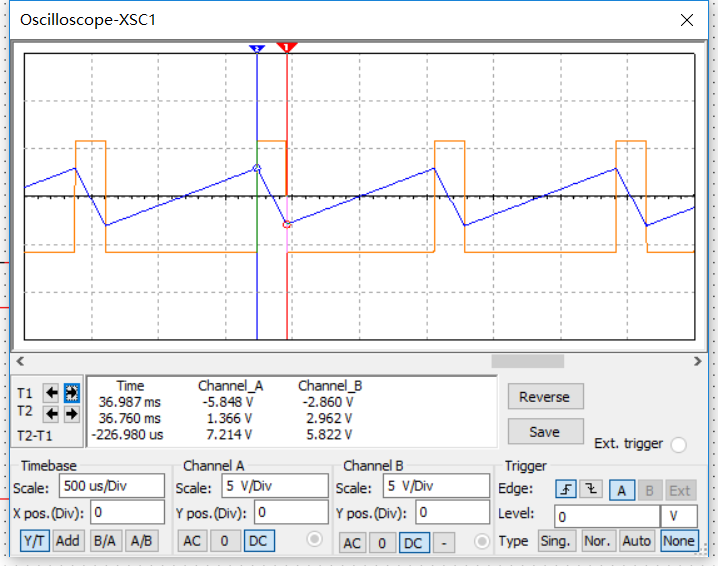 Oscilloscope-XSC1
2 1
T1
T2
T2-T1
Time Channel_A Channel_B
36.987 ms -5.848 V -2.860 V
36.760 ms 1.366 V 2.962 V
-226.980 us 7.214 V 5.822 V
Reverse
Save
Ext. trigger
Timebase
Scale: 500 us/Div
X pos.(Div): 0
Y/T Add B/A A/B
Channel A
Scale: 5 V/Div
Y pos.(Div): 0
AC 0 DC
Channel B
Scale: 5 V/Div
Y pos.(Div): 0
AC 0 DC -
Trigger
Edge: A B Ext
Level: 0 V
Type Sing. Nor. Auto None